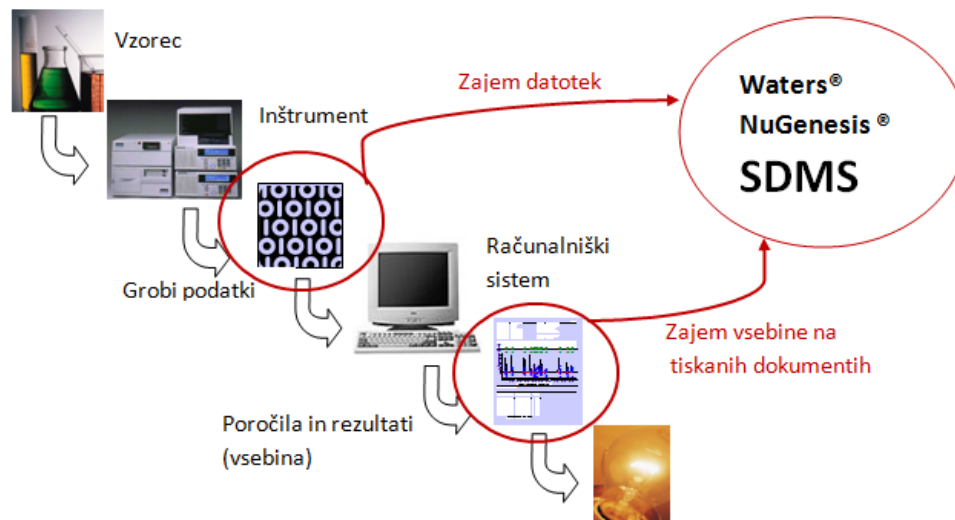 Vzorec
Zajem datotek
Waters®
NuGenesis ®
SDMS
Inštrument
Grobi podatki
Računalniški
sistem
Zajem vsebine na
tiskanih dokumentih
Poročila in rezultati
(vsebina)